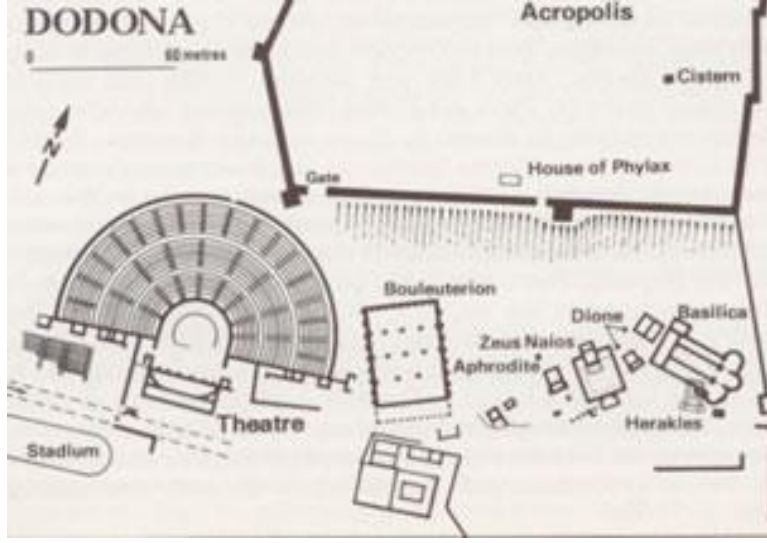 DODONA
0 60 metres
N
Acropolis
Cistern
Gate
House of Phylax
Bouleuterion
Dione
Basilica
Zeus Naios
Aphrodite
Theatre
Herakles
Stadium